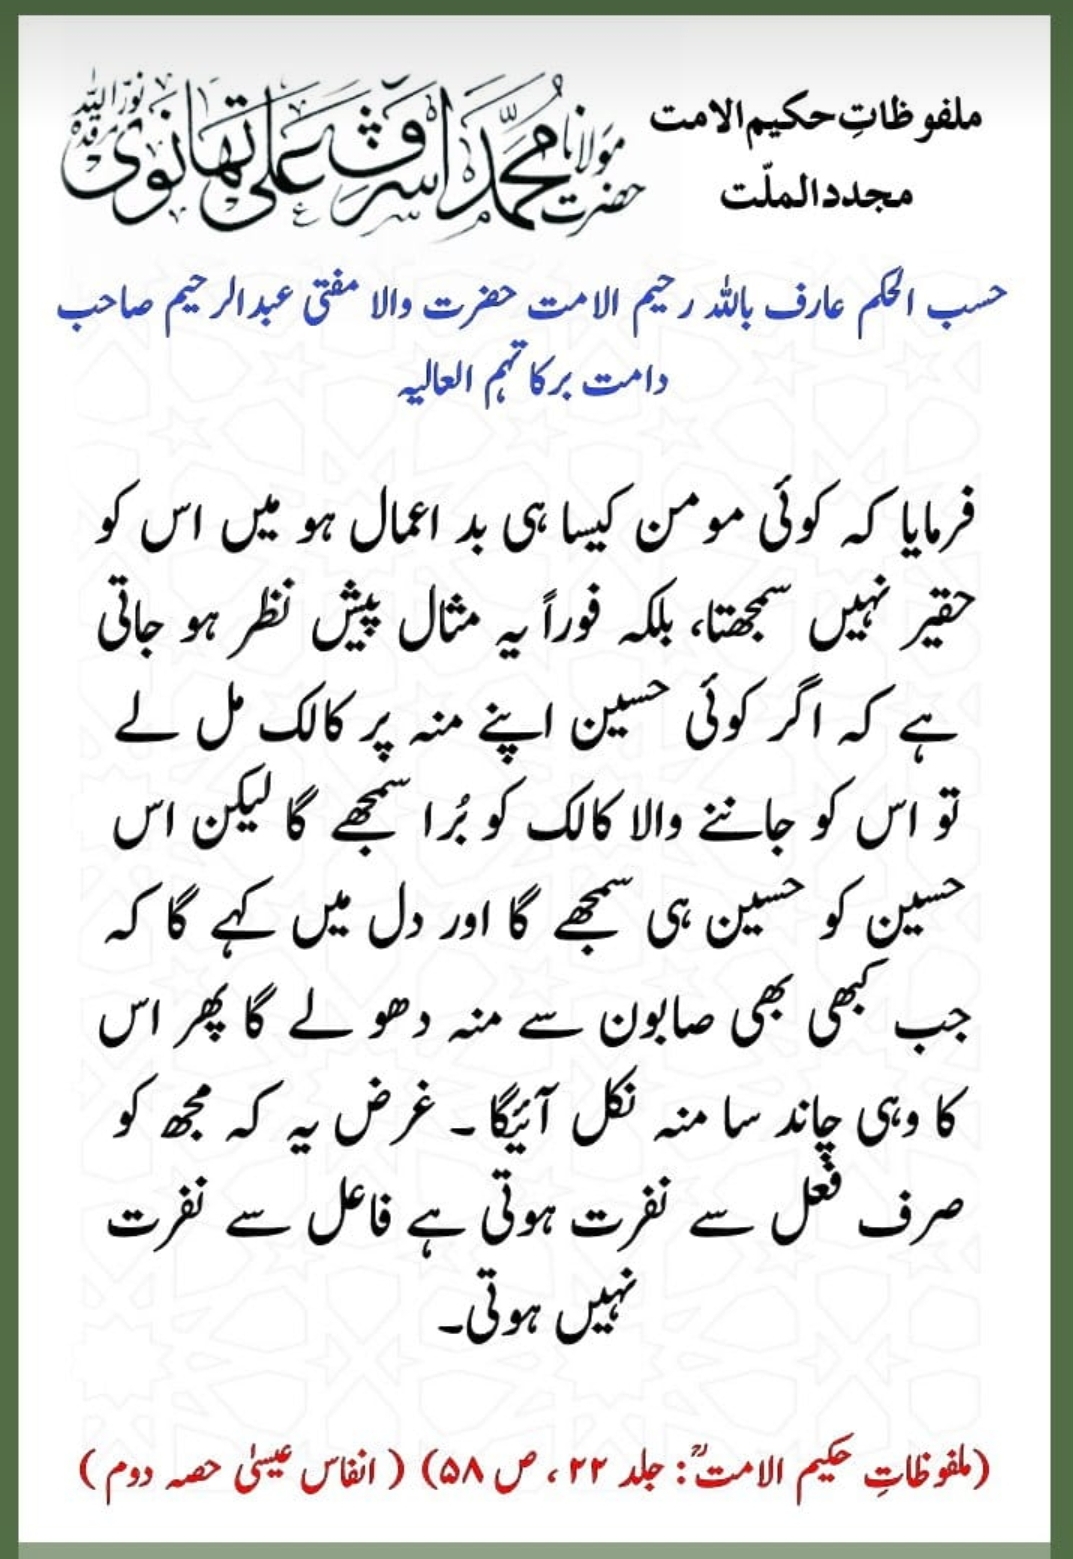 ملفوظاتِ حکیم الامت
مجدد الملّت
حضرت مولانا محمد اشرف علی تھانوی نوّر اللہ مرقدہ
حسب الحکم عارف باللہ رحیم الامت حضرت والا مفتی عبدالرحیم صاحب
دامت برکاتہم العالیہ
فرمایا کہ کوئی مومن کیسا ہی بد اعمال ہو میں اس کو
حقیر نہیں سمجھتا، بلکہ فوراً یہ مثال پیش نظر ہو جاتی
ہے کہ اگر کوئی حسین اپنے منہ پر کالک مل لے
تو اس کو جاننے والا کالک کو بُرا سمجھے گا لیکن اس
حسین کو حسین ہی سمجھے گا اور دل میں کہے گا کہ
جب کبھی بھی صابون سے منہ دھو لے گا پھر اس
کا وہی چاند سا منہ نکل آئیگا۔ غرض یہ کہ مجھ کو
صرف فعل سے نفرت ہوتی ہے فاعل سے نفرت
نہیں ہوتی۔
(ملفوظاتِ حکیم الامتؒ: جلد ۲۲، ص ۵۸) (انفاس عیسیٰ حصہ دوم)